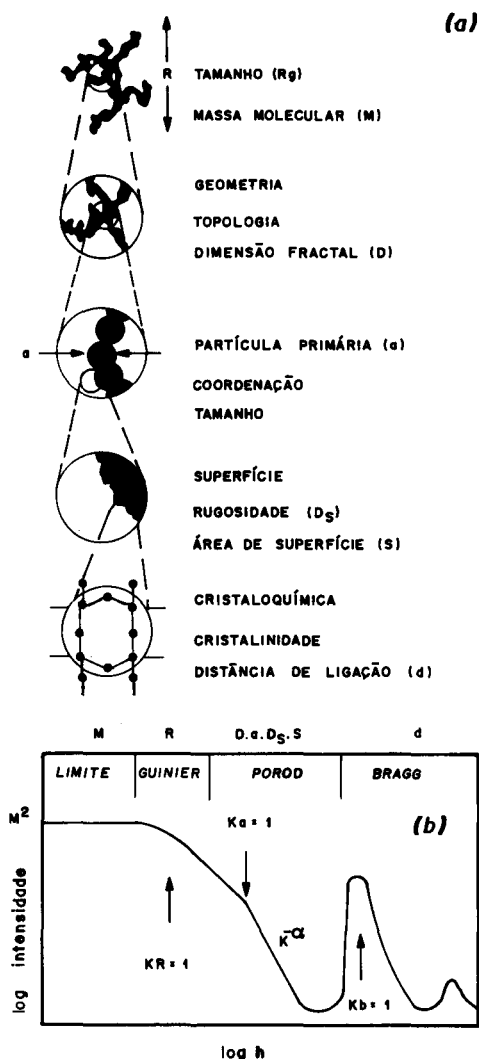 (a)
R
TAMANHO (Rg)
MASSA MOLECULAR (M)
GEOMETRIA
TOPOLOGIA
DIMENSÃO FRACTAL (D)
a
PARTÍCULA PRIMÁRIA (a)
COORDENAÇÃO
TAMANHO
SUPERFÍCIE
RUGOSIDADE (DS)
ÁREA DE SUPERFÍCIE (S)
CRISTALOQUÍMICA
CRISTALINIDADE
DISTÂNCIA DE LIGAÇÃO (d)
M R D.a.DS.S d
LIMITE GUINIER POROD BRAGG
M²
(b)
Ka = 1
K-α
KR = 1
Kb = 1
log intensidade
log h